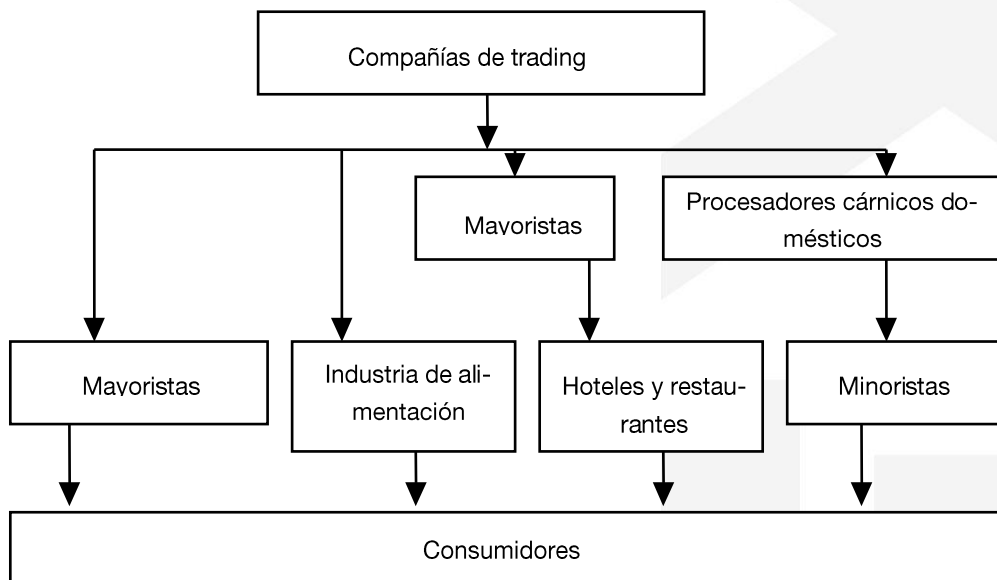 Compañías de trading
Mayoristas
Procesadores cárnicos do-
mésticos
Mayoristas
Industria de ali-
mentación
Hoteles y restau-
rantes
Minoristas
Consumidores